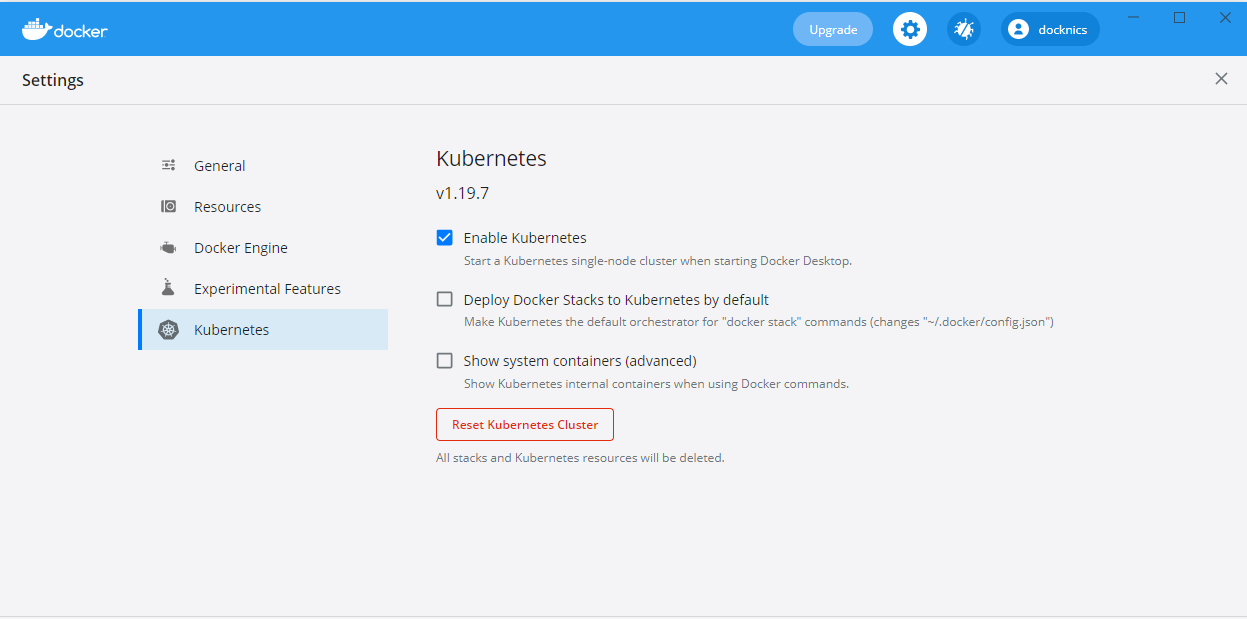 docker
Upgrade
docknics
Settings
General
Resources
Docker Engine
Experimental Features
Kubernetes
Kubernetes
v1.19.7
Enable Kubernetes
Start a Kubernetes single-node cluster when starting Docker Desktop.
Deploy Docker Stacks to Kubernetes by default
Make Kubernetes the default orchestrator for "docker stack" commands (changes "~/.docker/config.json")
Show system containers (advanced)
Show Kubernetes internal containers when using Docker commands.
Reset Kubernetes Cluster
All stacks and Kubernetes resources will be deleted.